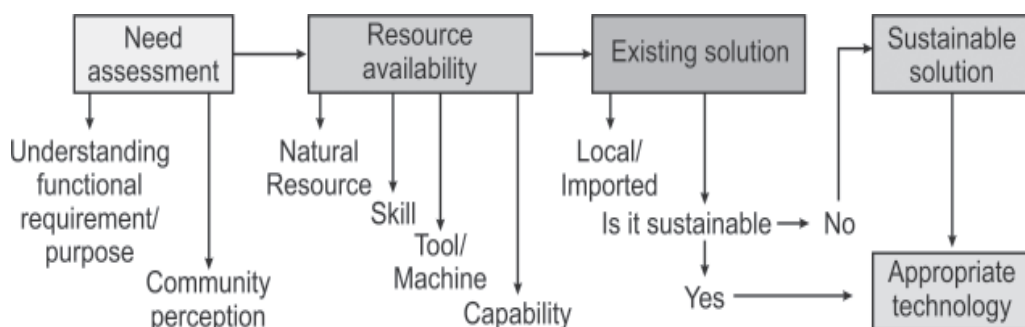 Need
assessment
Resource
availability
Existing solution
Sustainable
solution
Understanding
functional
requirement/
purpose
Community
perception
Natural
Resource
Skill
Tool/
Machine
Capability
Local/
Imported
Is it sustainable
No
Yes
Appropriate
technology